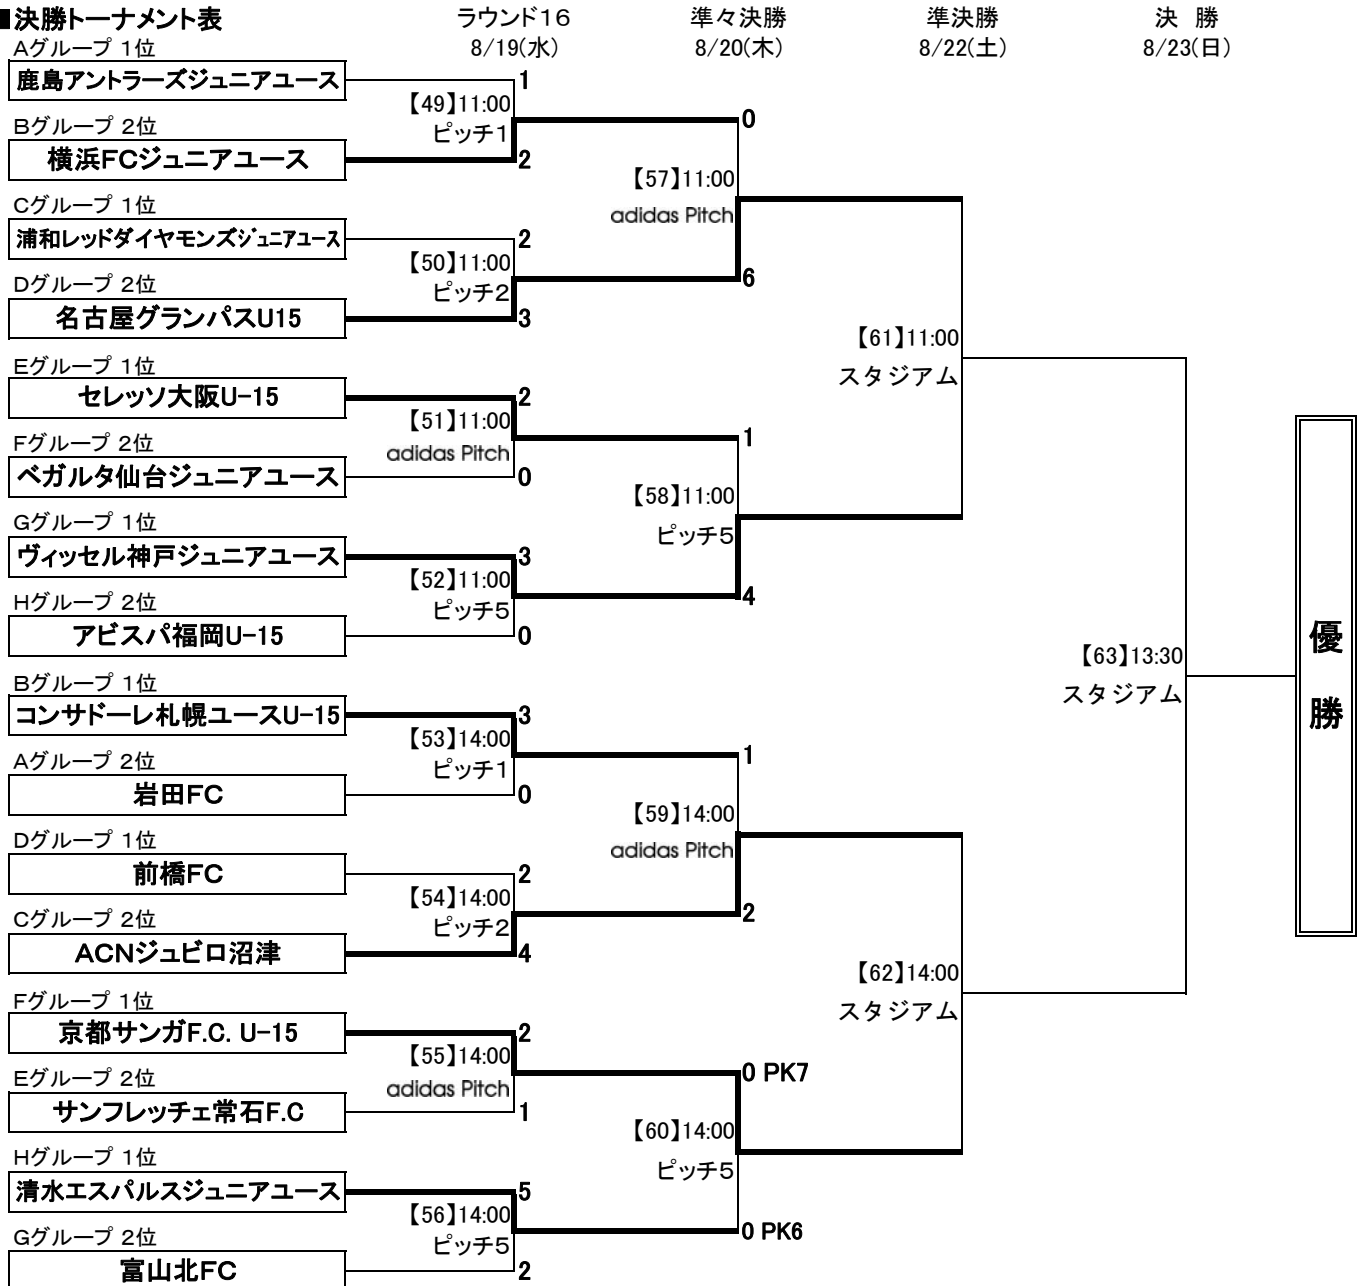 ■決勝トーナメント表
ラウンド16
準々決勝
準決勝
決 勝
8/19(水)
8/20(木)
8/22(土)
8/23(日)
Aグループ 1位
鹿島アントラーズジュニアユース
1
【49】11:00
ピッチ1
Bグループ 2位
横浜FCジュニアユース
2
0
【57】11:00
adidas Pitch
Cグループ 1位
浦和レッドダイヤモンズジュニアユース
2
【50】11:00
ピッチ2
Dグループ 2位
名古屋グランパスU15
3
6
【61】11:00
スタジアム
Eグループ 1位
セレッソ大阪U-15
2
【51】11:00
adidas Pitch
Fグループ 2位
ベガルタ仙台ジュニアユース
0
1
【58】11:00
ピッチ5
Gグループ 1位
ヴィッセル神戸ジュニアユース
3
【52】11:00
ピッチ5
Hグループ 2位
アビスパ福岡U-15
0
4
【63】13:30
スタジアム
優
勝
Bグループ 1位
コンサドーレ札幌ユースU-15
3
【53】14:00
ピッチ1
Aグループ 2位
岩田FC
0
1
【59】14:00
adidas Pitch
Dグループ 1位
前橋FC
2
【54】14:00
ピッチ2
Cグループ 2位
ACNジュビロ沼津
4
2
【62】14:00
スタジアム
Fグループ 1位
京都サンガF.C. U-15
2
【55】14:00
adidas Pitch
Eグループ 2位
サンフレッチェ常石F.C
1
0 PK7
【60】14:00
ピッチ5
Hグループ 1位
清水エスパルスジュニアユース
5
【56】14:00
ピッチ5
Gグループ 2位
富山北FC
2
0 PK6